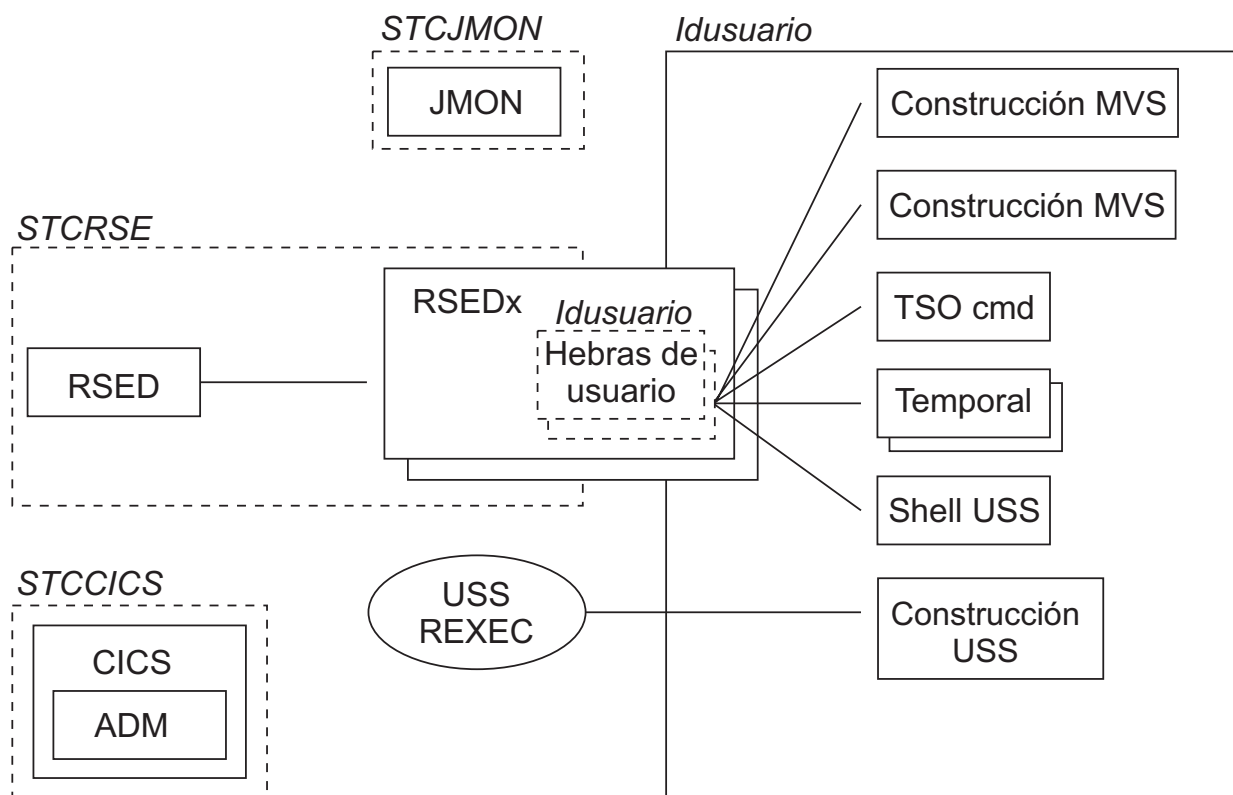 STCJMON
Idusuario
JMON
Construcción MVS
Construcción MVS
STCRSE
RSEDx
Idusuario
Hebras de
usuario
TSO cmd
RSED
Temporal
Shell USS
STCCICS
USS
REXEC
Construcción
USS
CICS
ADM